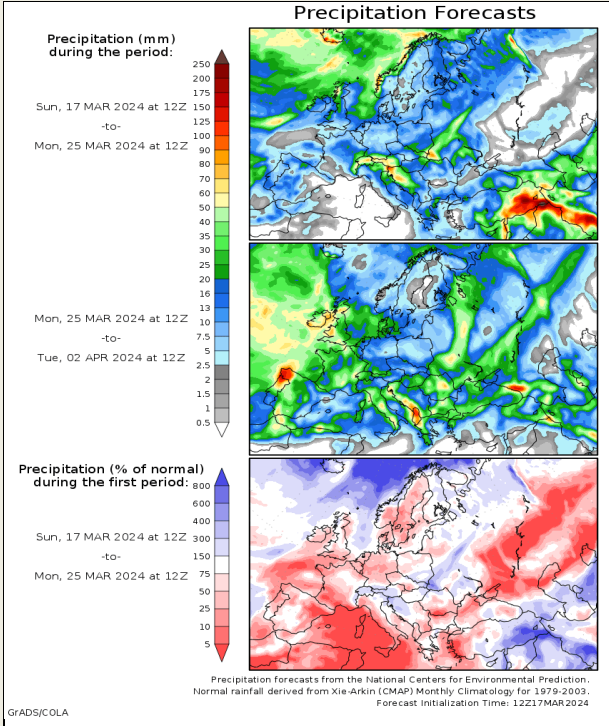 Precipitation Forecasts
Precipitation (mm)
during the period:
Sun, 17 MAR 2024 at 12Z
-to-
Mon, 25 MAR 2024 at 12Z
250
200
175
150
125
100
90
80
70
60
50
40
35
30
25
20
16
13
10
7.5
5
2.5
2
1.5
1
0.5
Mon, 25 MAR 2024 at 12Z
-to-
Tue, 02 APR 2024 at 12Z
Precipitation (% of normal)
during the first period:
Sun, 17 MAR 2024 at 12Z
-to-
Mon, 25 MAR 2024 at 12Z
800
600
400
300
150
75
50
25
10
5
Precipitation forecasts from the National Centers for Environmental Prediction.
Normal rainfall derived from Xie-Arkin (CMAP) Monthly Climatology for 1979-2003.
Forecast Initialization Time: 12Z17MAR2024
GrADS/COLA